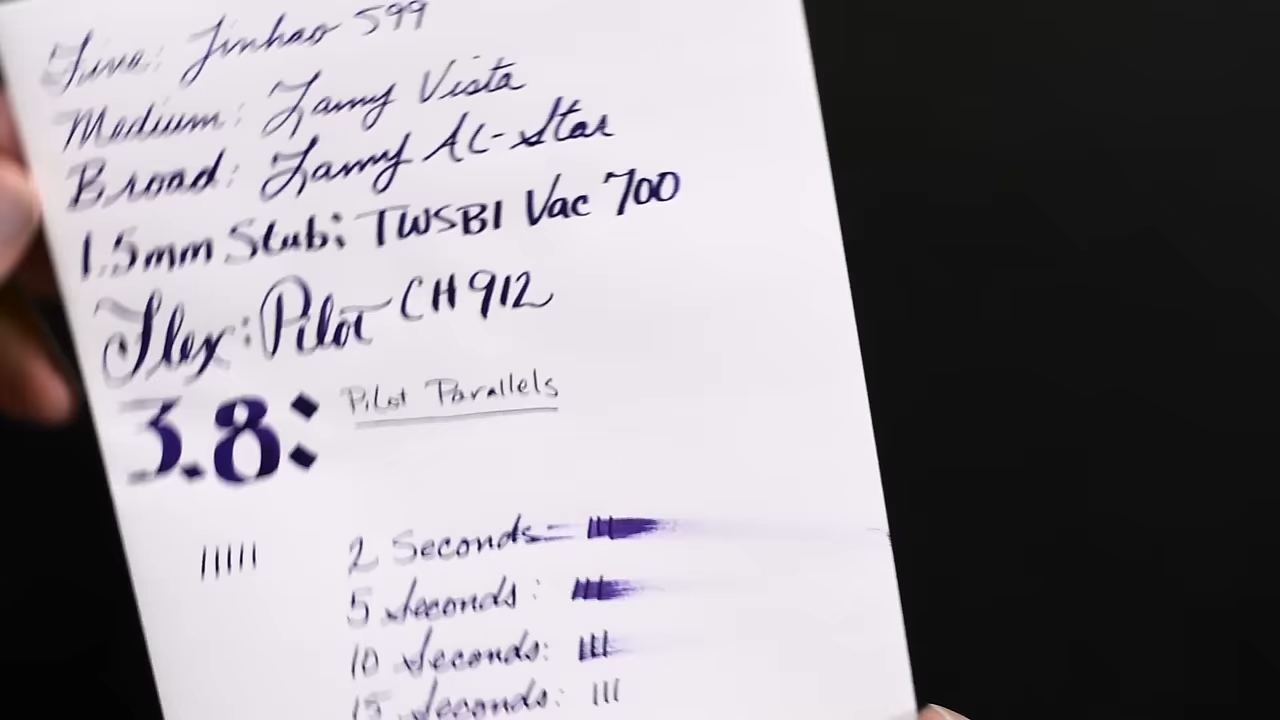 Fine: Jinhao 599
Medium: Lamy Vista
Broad: Lamy AL-Star
1.5mm Stub: TWSBI Vac 700
Flex: Pilot CH912
3.8: Pilot Parallels
2 Seconds=
5 Seconds:
10 Seconds:
15 Seconds: